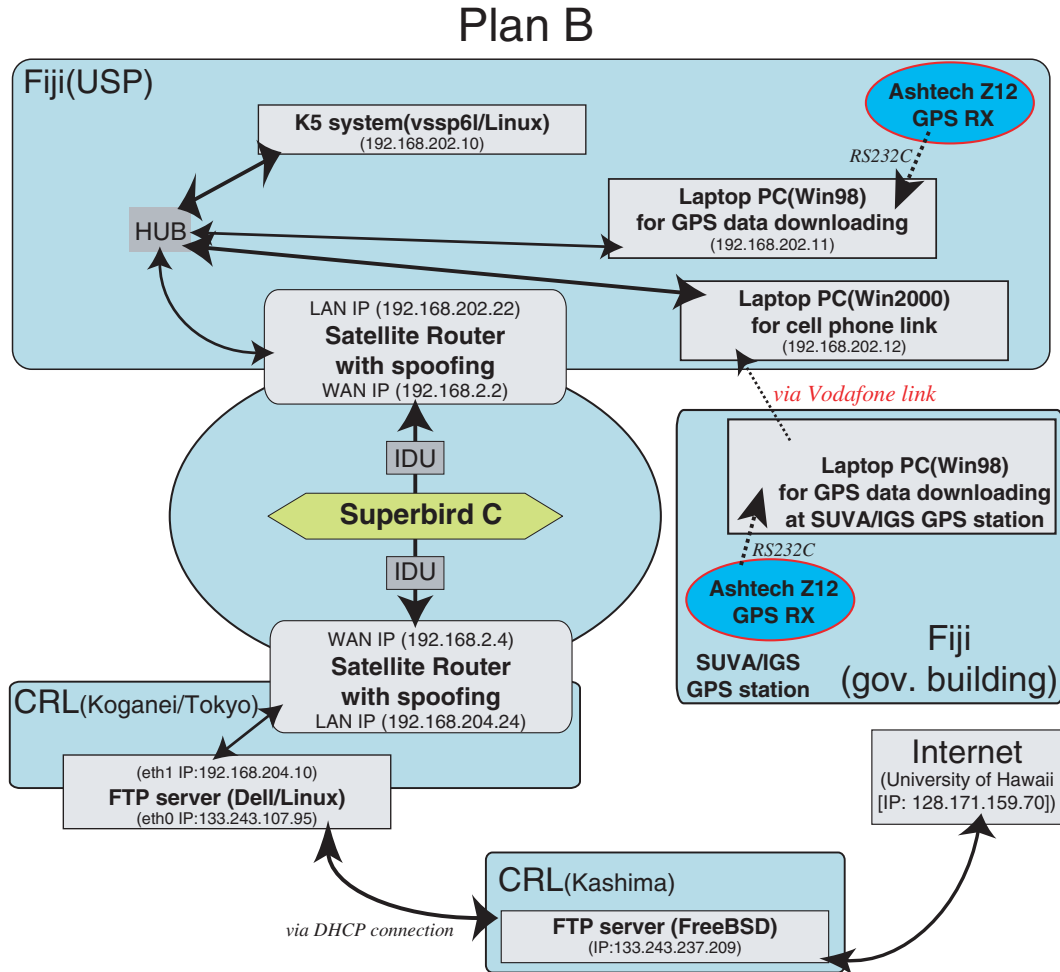 Plan B
Fiji(USP)
Ashtech Z12
GPS RX
K5 system(vssp6l/Linux)
(192.168.202.10)
RS232C
Laptop PC(Win98)
for GPS data downloading
(192.168.202.11)
HUB
Laptop PC(Win2000)
for cell phone link
(192.168.202.12)
LAN IP (192.168.202.22)
Satellite Router
with spoofing
WAN IP (192.168.2.2)
via Vodafone link
IDU
Laptop PC(Win98)
for GPS data downloading
at SUVA/IGS GPS station
Superbird C
RS232C
IDU
Ashtech Z12
GPS RX
WAN IP (192.168.2.4)
Satellite Router
with spoofing
LAN IP (192.168.204.24)
SUVA/IGS
GPS station
Fiji
(gov. building)
CRL(Koganei/Tokyo)
(eth1 IP:192.168.204.10)
FTP server (Dell/Linux)
(eth0 IP:133.243.107.95)
Internet
(University of Hawaii
[IP: 128.171.159.70])
CRL(Kashima)
via DHCP connection
FTP server (FreeBSD)
(IP:133.243.237.209)